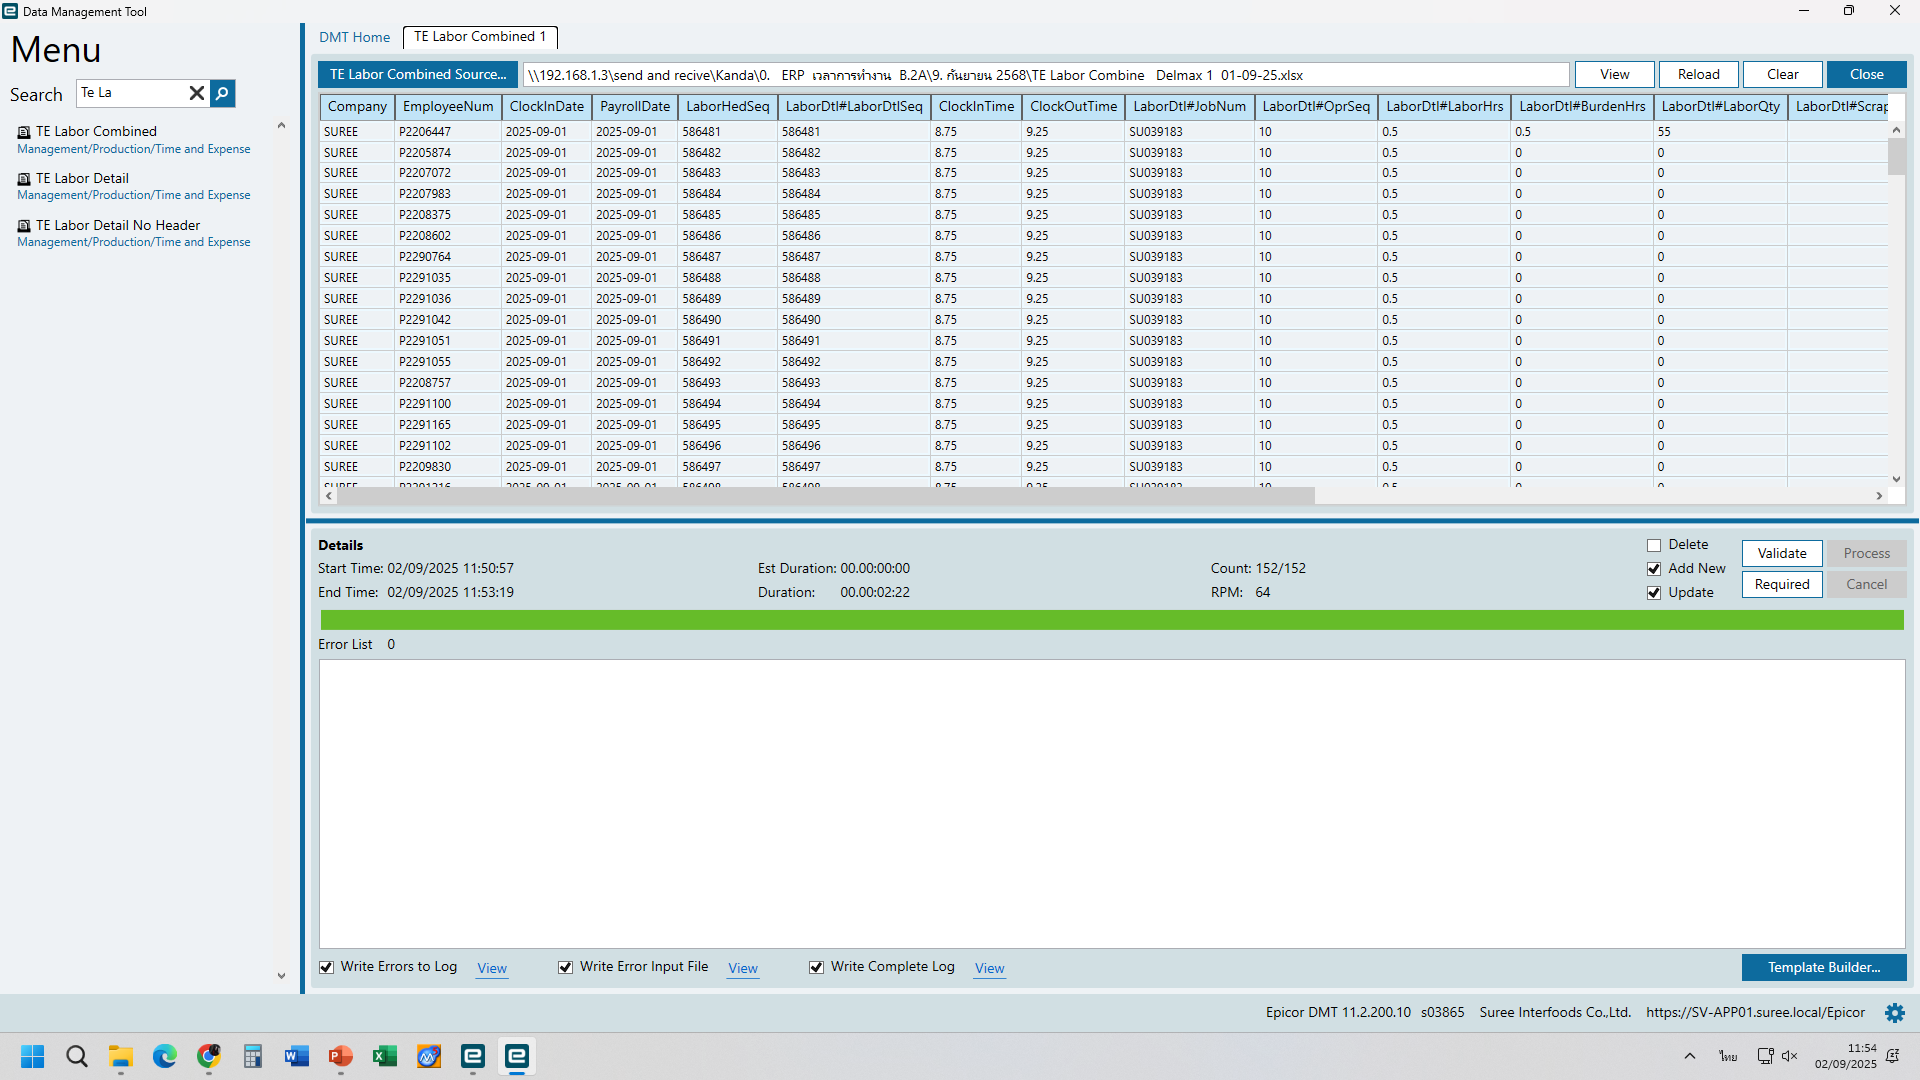 Data Management Tool
Menu
Search Te La
TE Labor Combined
Management/Production/Time and Expense
TE Labor Detail
Management/Production/Time and Expense
TE Labor Detail No Header
Management/Production/Time and Expense
DMT Home TE Labor Combined 1
TE Labor Combined Source... \\192.168.1.3\send and recive\Kanda\0. ERP เวลาการทำงาน B.2A\9. กันยายน 2568\TE Labor Combine Delmax 1 01-09-25.xlsx View Reload Clear Close
Company EmployeeNum ClockInDate PayrollDate LaborHedSeq LaborDtl#LaborDtlSeq ClockInTime ClockOutTime LaborDtl#JobNum LaborDtl#OprSeq LaborDtl#LaborHrs LaborDtl#BurdenHrs LaborDtl#LaborQty LaborDtl#Scrap
SUREE P2206447 2025-09-01 2025-09-01 586481 586481 8.75 9.25 SU039183 10 0.5 0.5 55
SUREE P2205874 2025-09-01 2025-09-01 586482 586482 8.75 9.25 SU039183 10 0.5 0 0
SUREE P2207072 2025-09-01 2025-09-01 586483 586483 8.75 9.25 SU039183 10 0.5 0 0
SUREE P2207983 2025-09-01 2025-09-01 586484 586484 8.75 9.25 SU039183 10 0.5 0 0
SUREE P2208375 2025-09-01 2025-09-01 586485 586485 8.75 9.25 SU039183 10 0.5 0 0
SUREE P2208602 2025-09-01 2025-09-01 586486 586486 8.75 9.25 SU039183 10 0.5 0 0
SUREE P2290764 2025-09-01 2025-09-01 586487 586487 8.75 9.25 SU039183 10 0.5 0 0
SUREE P2291035 2025-09-01 2025-09-01 586488 586488 8.75 9.25 SU039183 10 0.5 0 0
SUREE P2291036 2025-09-01 2025-09-01 586489 586489 8.75 9.25 SU039183 10 0.5 0 0
SUREE P2291042 2025-09-01 2025-09-01 586490 586490 8.75 9.25 SU039183 10 0.5 0 0
SUREE P2291051 2025-09-01 2025-09-01 586491 586491 8.75 9.25 SU039183 10 0.5 0 0
SUREE P2291055 2025-09-01 2025-09-01 586492 586492 8.75 9.25 SU039183 10 0.5 0 0
SUREE P2208757 2025-09-01 2025-09-01 586493 586493 8.75 9.25 SU039183 10 0.5 0 0
SUREE P2291100 2025-09-01 2025-09-01 586494 586494 8.75 9.25 SU039183 10 0.5 0 0
SUREE P2291165 2025-09-01 2025-09-01 586495 586495 8.75 9.25 SU039183 10 0.5 0 0
SUREE P2291102 2025-09-01 2025-09-01 586496 586496 8.75 9.25 SU039183 10 0.5 0 0
SUREE P2209830 2025-09-01 2025-09-01 586497 586497 8.75 9.25 SU039183 10 0.5 0 0
Details
Start Time: 02/09/2025 11:50:57 Est Duration: 00.00:00:00 Count: 152/152
End Time: 02/09/2025 11:53:19 Duration: 00.00:02:22 RPM: 64
Delete
Add New
Update
Validate Process
Required Cancel
Error List 0
Write Errors to Log View Write Error Input File View Write Complete Log View Template Builder...
Epicor DMT 11.2.200.10 s03865 Suree Interfoods Co.,Ltd. https://SV-APP01.suree.local/Epicor
ไทย
11:54
02/09/2025